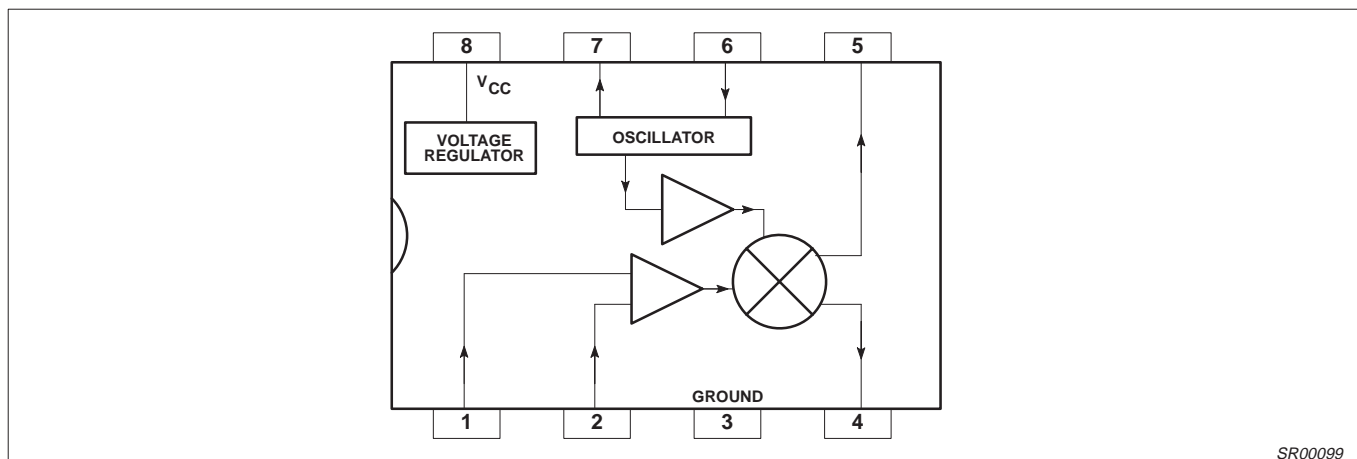 8 7 6 5
VCC
VOLTAGE
REGULATOR
OSCILLATOR
GROUND
1 2 3 4
SR00099